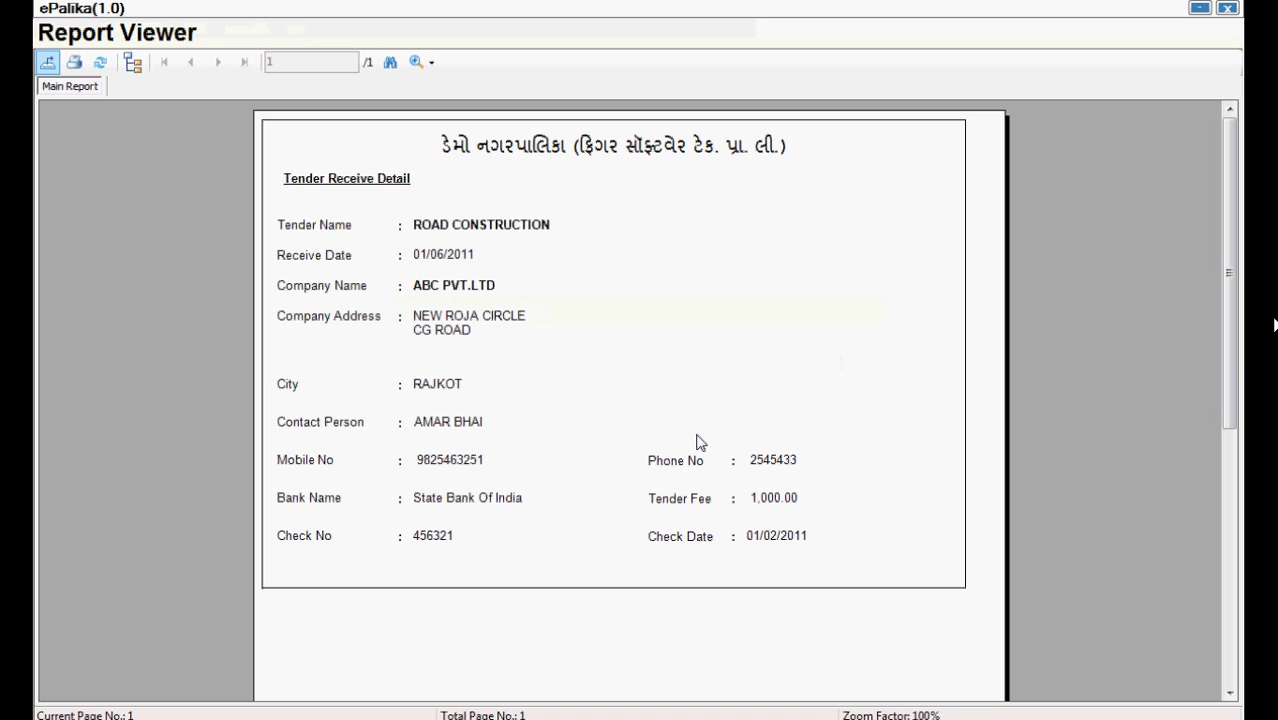 ePalika(1.0)
Report Viewer
1 /1
Main Report
ડેમો નગરપાલિકા (ફિગર સૉફ્ટવેર ટેક. પ્રા. લી.)
Tender Receive Detail
Tender Name : ROAD CONSTRUCTION
Receive Date : 01/06/2011
Company Name : ABC PVT.LTD
Company Address : NEW ROJA CIRCLE
CG ROAD
City : RAJKOT
Contact Person : AMAR BHAI
Mobile No : 9825463251 Phone No : 2545433
Bank Name : State Bank Of India Tender Fee : 1,000.00
Check No : 456321 Check Date : 01/02/2011
Current Page No.: 1 Total Page No.: 1 Zoom Factor: 100%